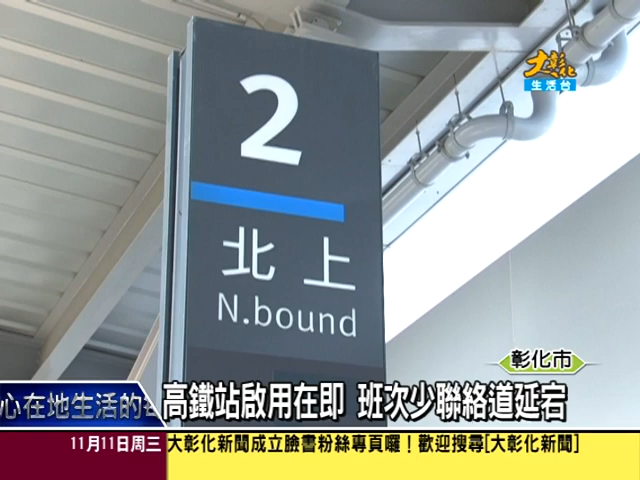 大彰化
生活台
2
北上
N.bound
彰化市
心在地生活的
高鐵站啟用在即 班次少聯絡道延宕
11月11日周三
大彰化新聞成立臉書粉絲專頁囉！歡迎搜尋[大彰化新聞]